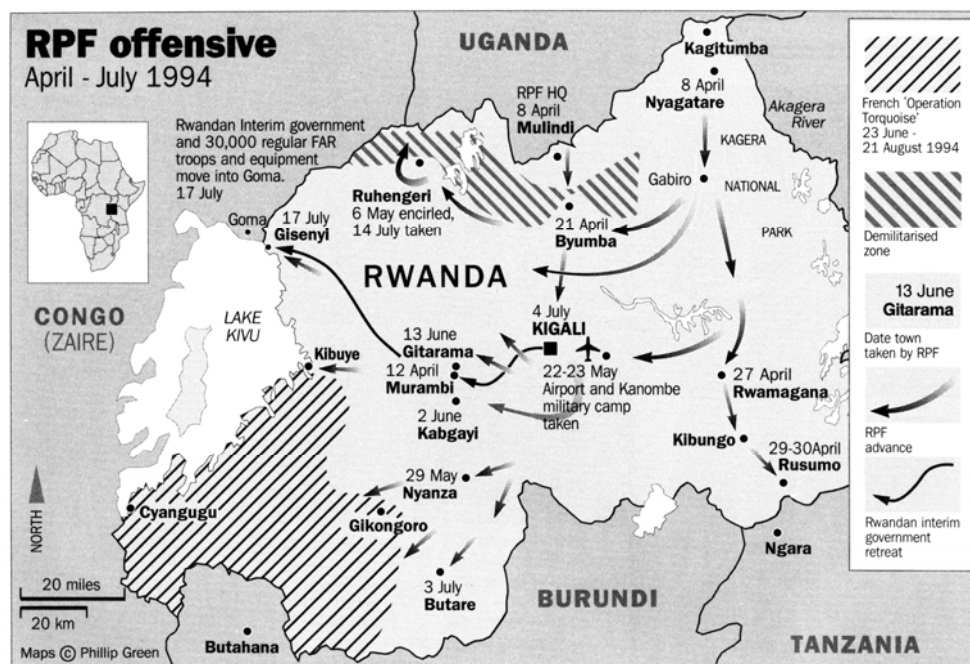 RPF offensive
April - July 1994
UGANDA
Kagitumba
8 April
Nyagatare
Akagera
River
KAGERA
NATIONAL
PARK
Gabiro
RPF HQ
8 April
Mulindi
Rwandan Interim government
and 30,000 regular FAR
troops and equipment
move into Goma.
17 July
Ruhengeri
6 May encirled,
14 July taken
21 April
Byumba
Goma
17 July
Gisenyi
RWANDA
CONGO
(ZAIRE)
LAKE
KIVU
Kibuye
4 July
KIGALI
13 June
Gitarama
12 April
Murambi
2 June
Kabgayi
22-23 May
Airport and Kanombe
military camp
taken
27 April
Rwamagana
Kibungo
29-30April
Rusumo
29 May
Nyanza
Gikongoro
Cyangugu
3 July
Butare
Ngara
BURUNDI
TANZANIA
Butahana
NORTH
20 miles
20 km
Maps © Phillip Green
French 'Operation
Torquoise'
23 June -
21 August 1994
Demilitarised
zone
13 June
Gitarama
Date town
taken by RPF
RPF
advance
Rwandan interim
government
retreat